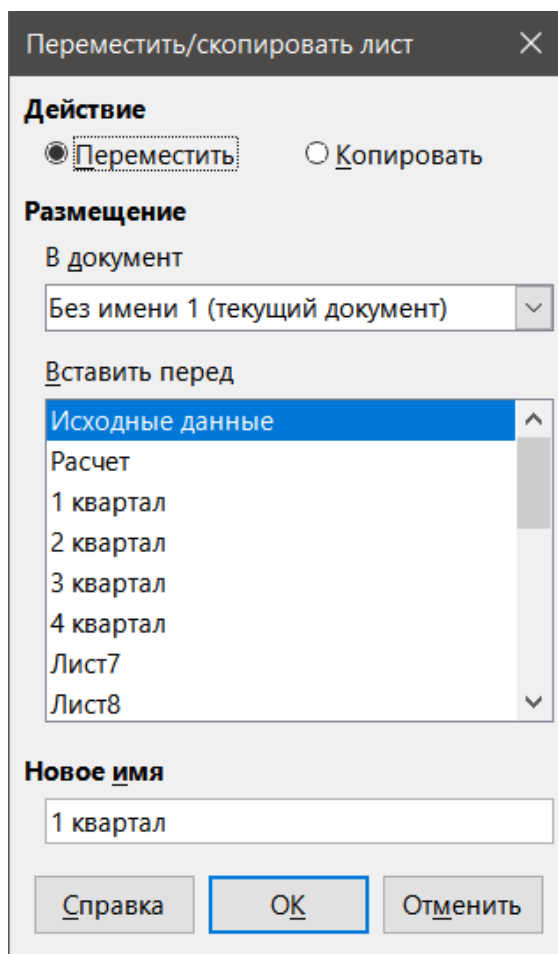 Переместить/скопировать лист
Действие
Переместить Копировать
Размещение
В документ
Без имени 1 (текущий документ)
Вставить перед
Исходные данные
Расчет
1 квартал
2 квартал
3 квартал
4 квартал
Лист7
Лист8
Новое имя
1 квартал
Справка ОК Отменить